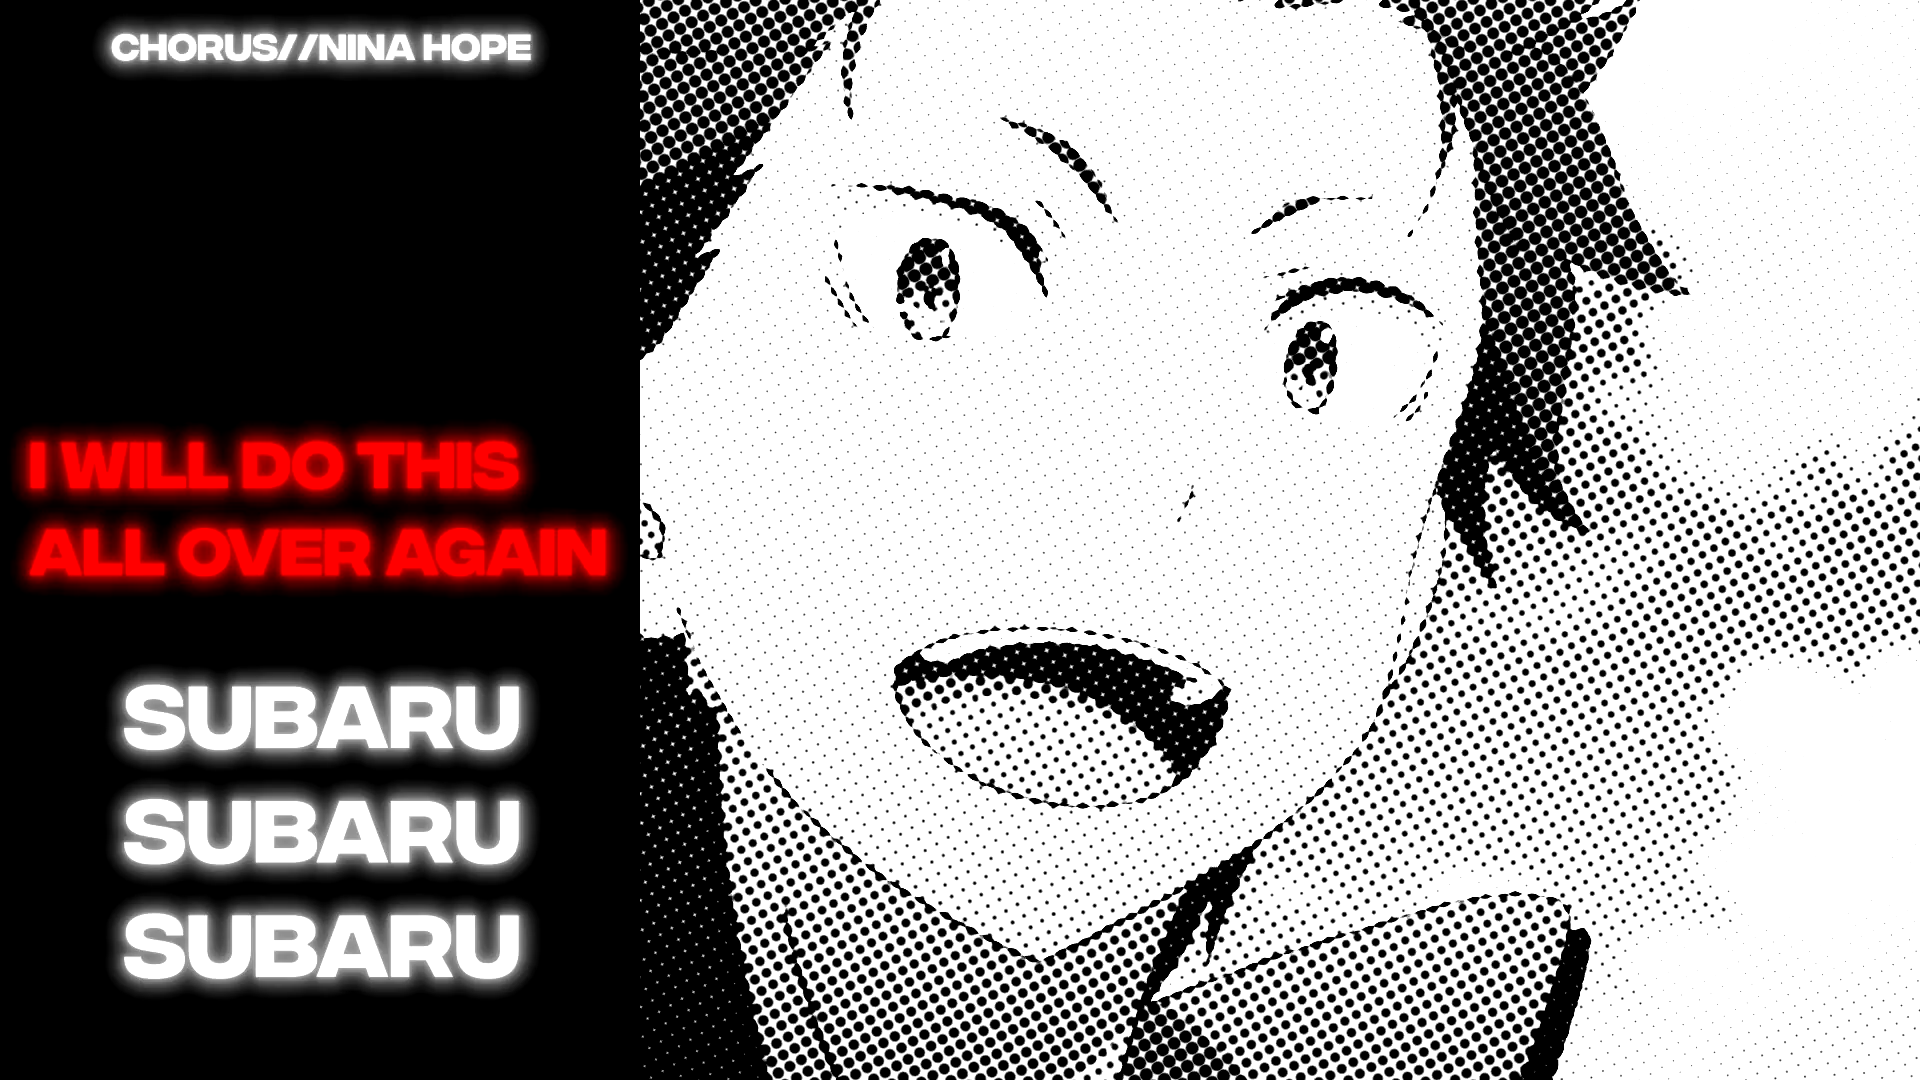 CHORUS//NINA HOPE
I WILL DO THIS
ALL OVER AGAIN
SUBARU
SUBARU
SUBARU